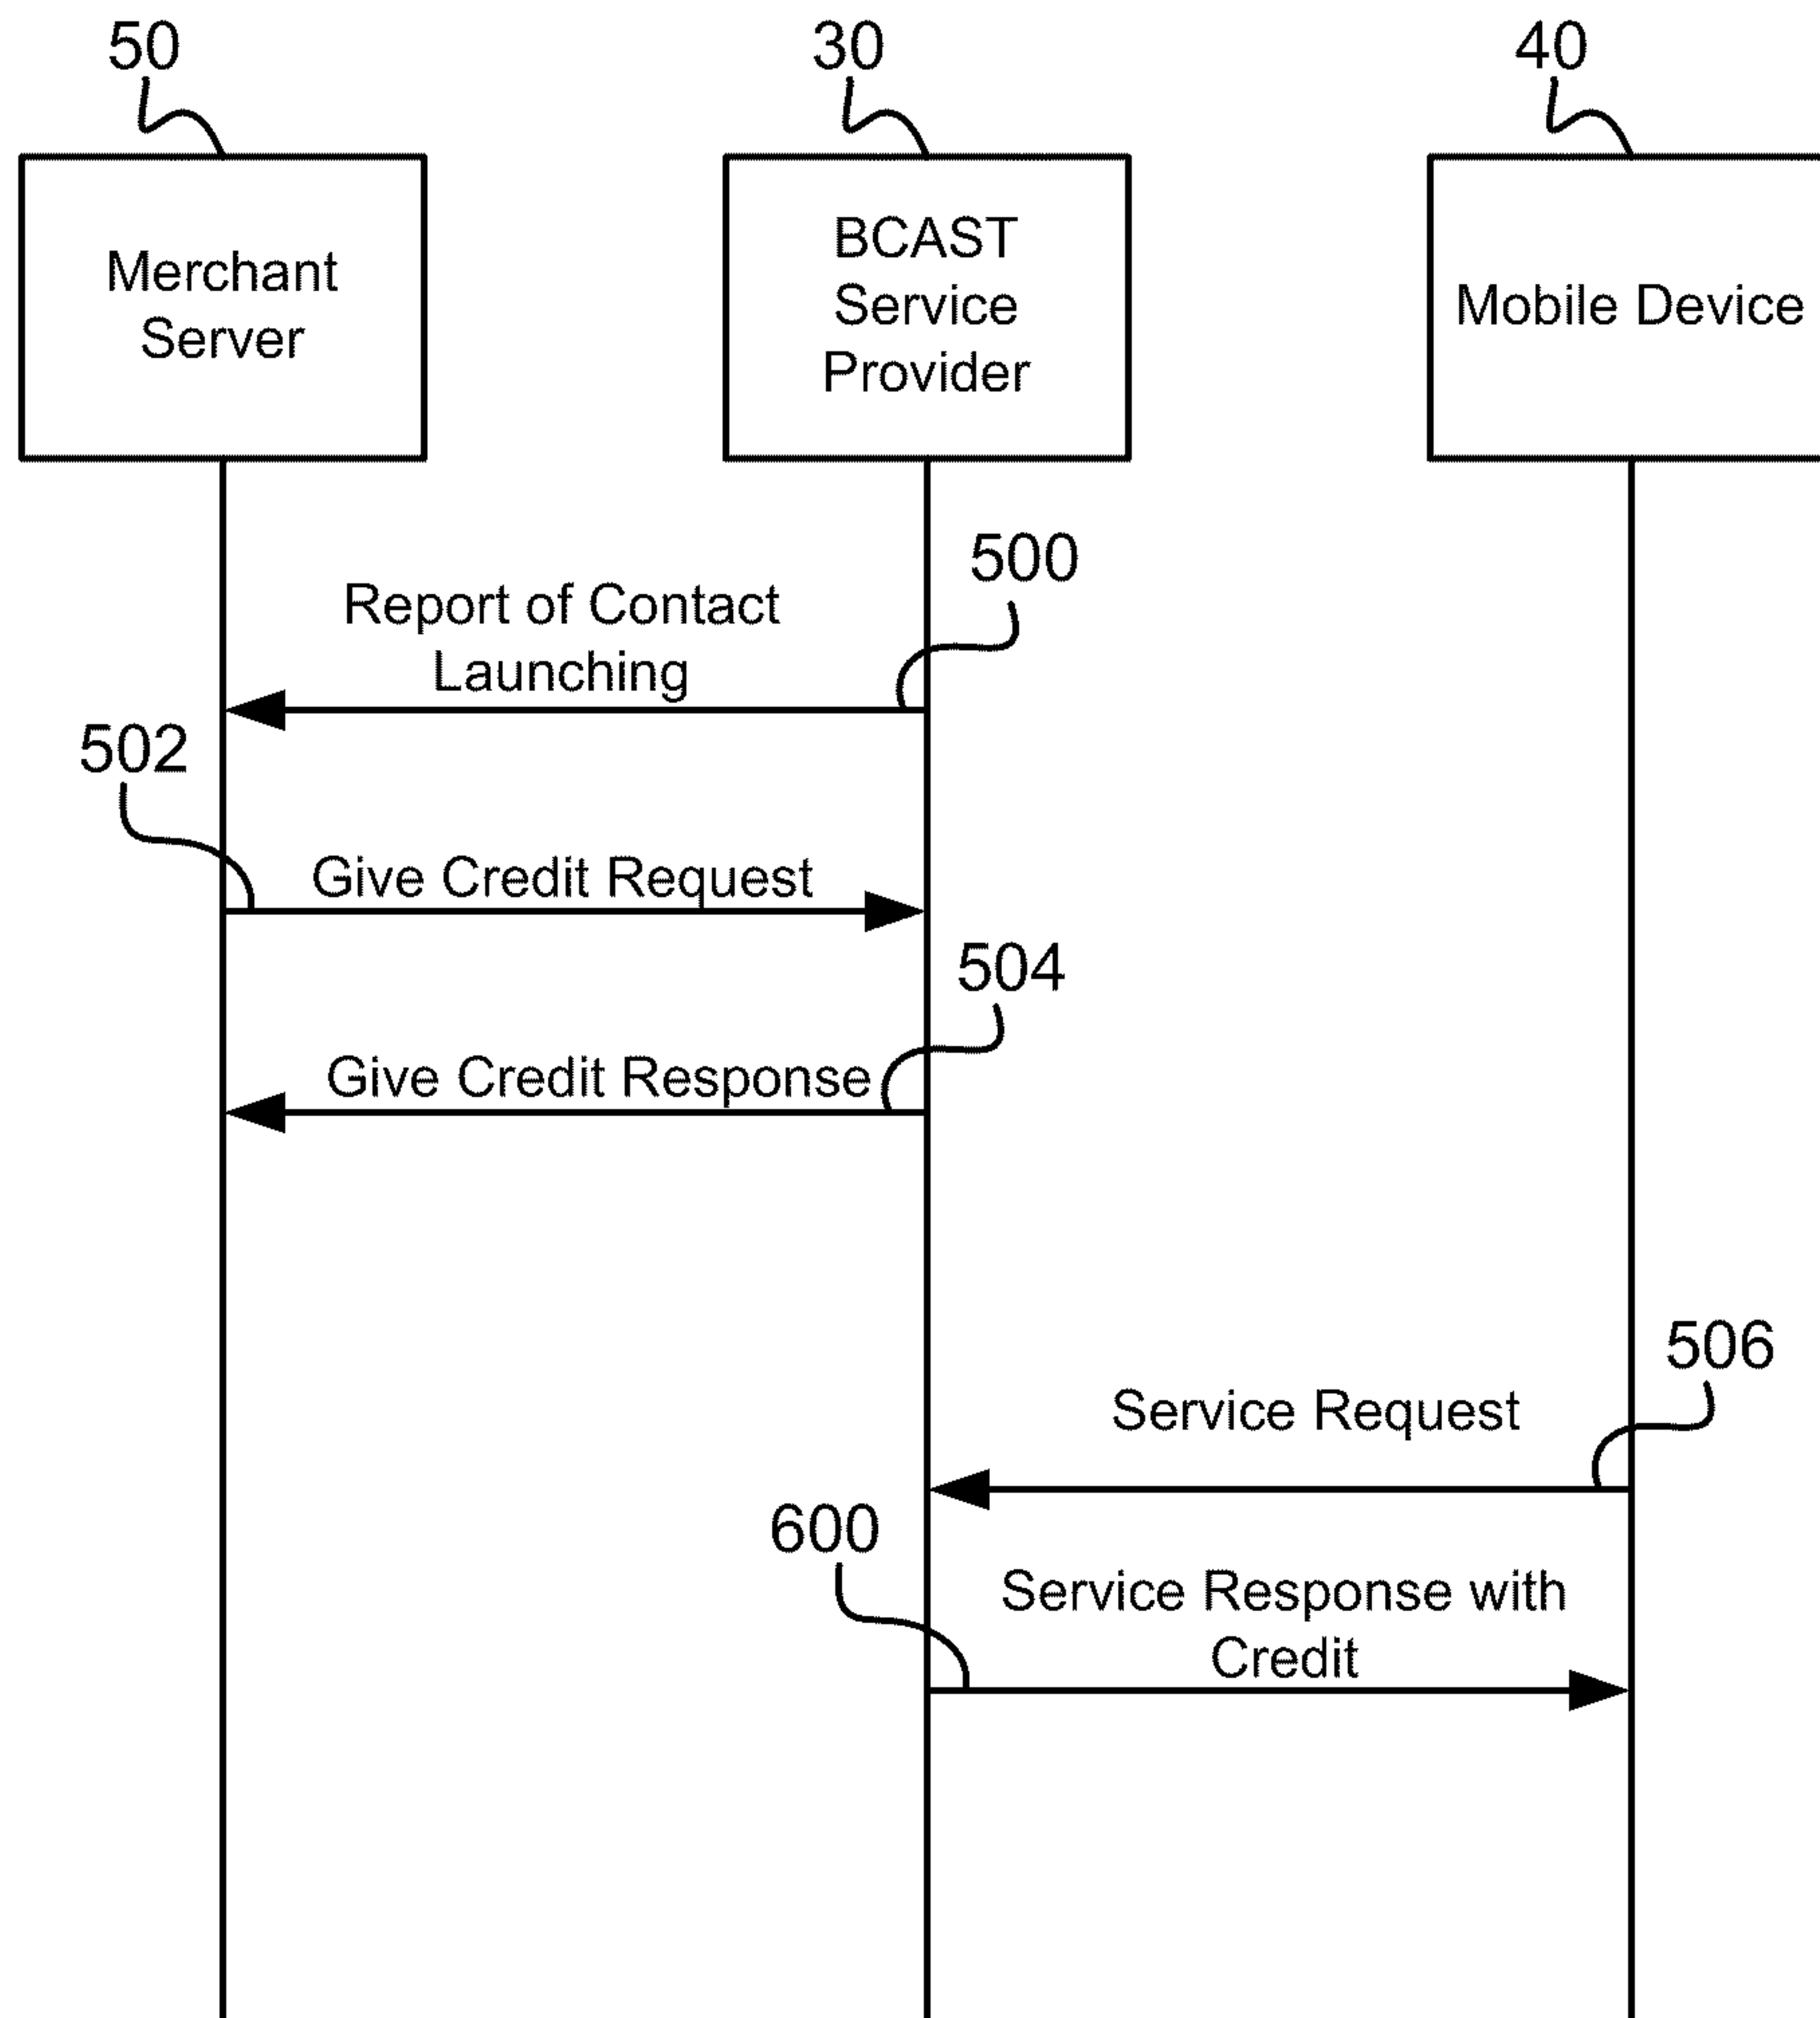 50
30
40
Merchant
Server
BCAST
Service
Provider
Mobile Device
500
Report of Contact
Launching
502
Give Credit Request
504
Give Credit Response
506
Service Request
600
Service Response with
Credit